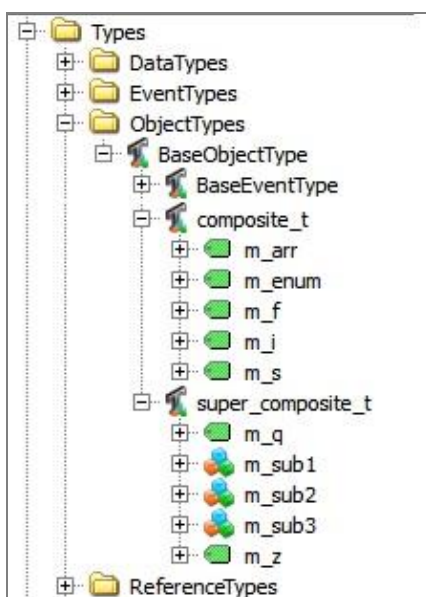 Types
DataTypes
EventTypes
ObjectTypes
BaseObjectType
BaseEventType
composite_t
m_arr
m_enum
m_f
m_i
m_s
super_composite_t
m_q
m_sub1
m_sub2
m_sub3
m_z
ReferenceTypes